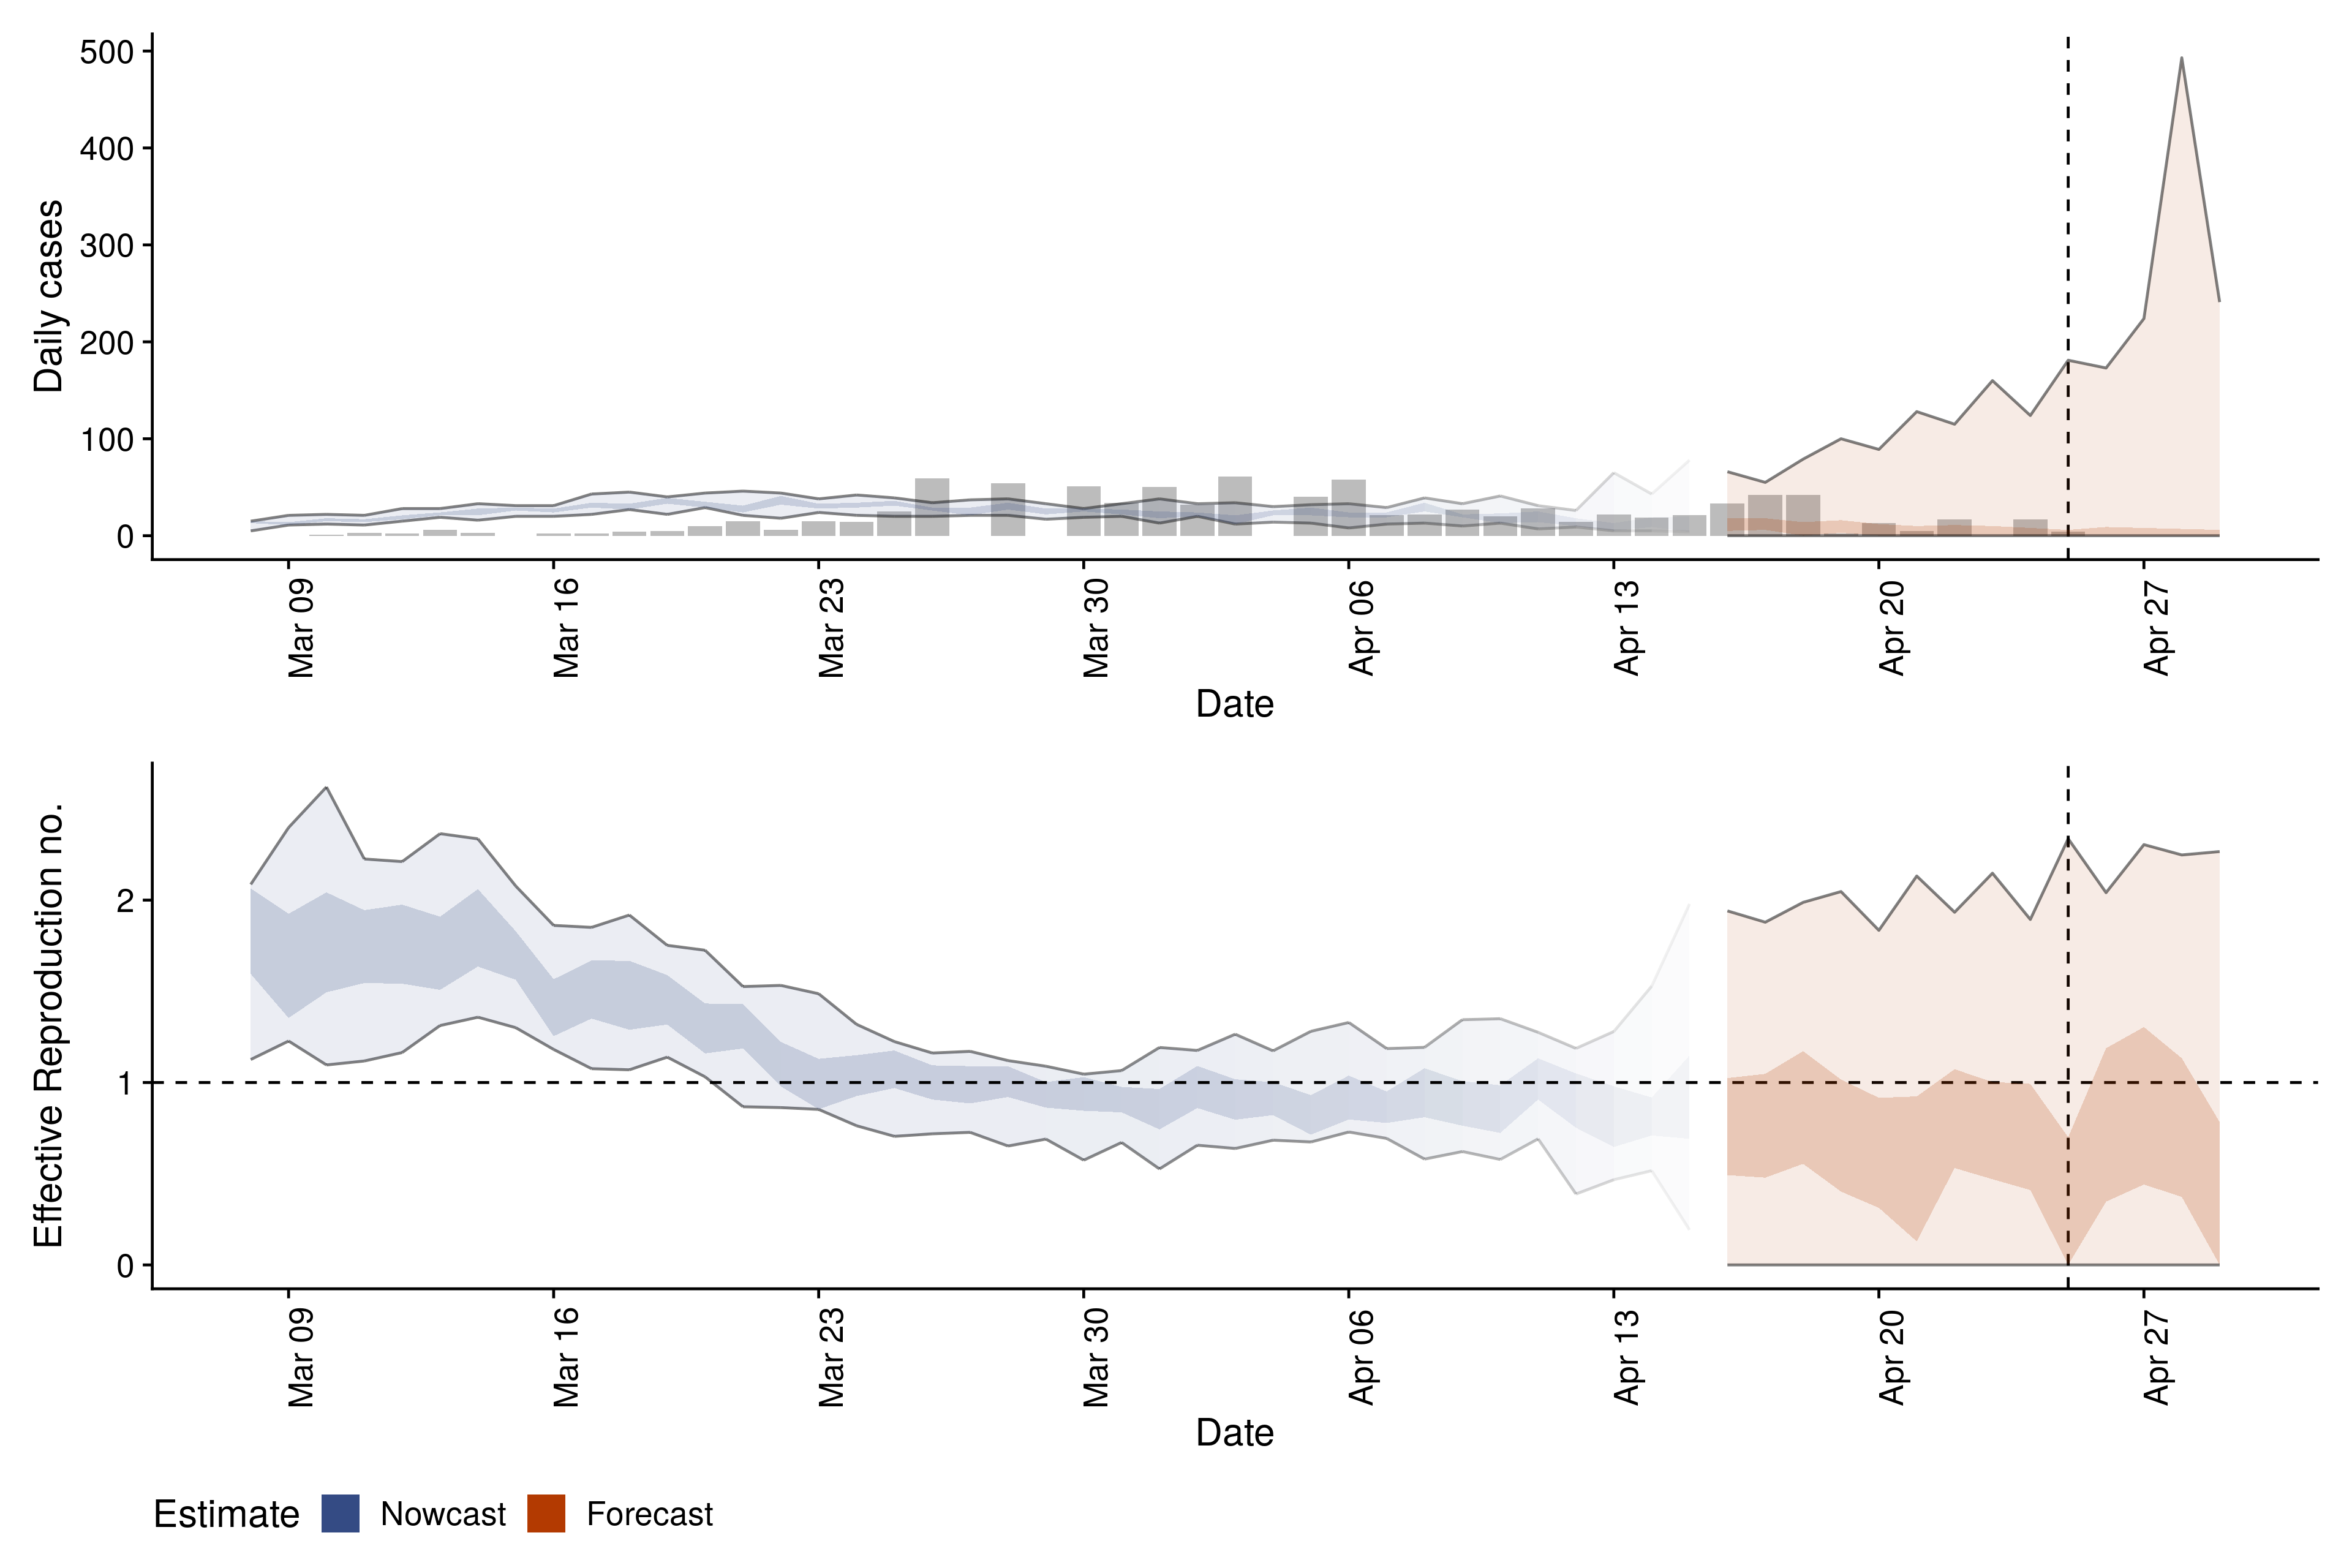 Daily cases
500
400
300
200
100
0
Mar 09
Mar 16
Mar 23
Mar 30
Apr 06
Apr 13
Apr 20
Apr 27
Date
Effective Reproduction no.
2
1
0
Mar 09
Mar 16
Mar 23
Mar 30
Apr 06
Apr 13
Apr 20
Apr 27
Date
Estimate Nowcast Forecast